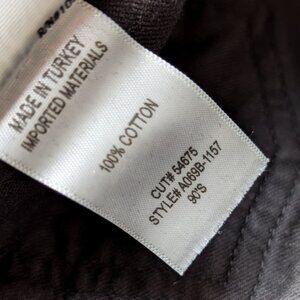 MADE IN TURKEY
IMPORTED MATERIALS
100% COTTON
CUT# 54675
STYLE# A069B-1157
90'S